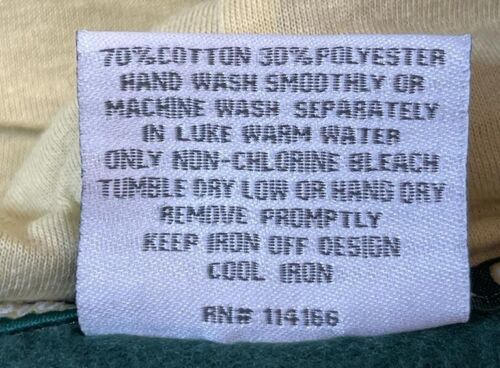 70% COTTON 30% POLYESTER
HAND WASH SMOOTHLY OR
MACHINE WASH SEPARATELY
IN LUKE WARM WATER
ONLY NON-CHLORINE BLEACH
TUMBLE DRY LOW OR HANG DRY
REMOVE PROMPTLY
KEEP IRON OFF DESIGN
COOL IRON
RN# 114166